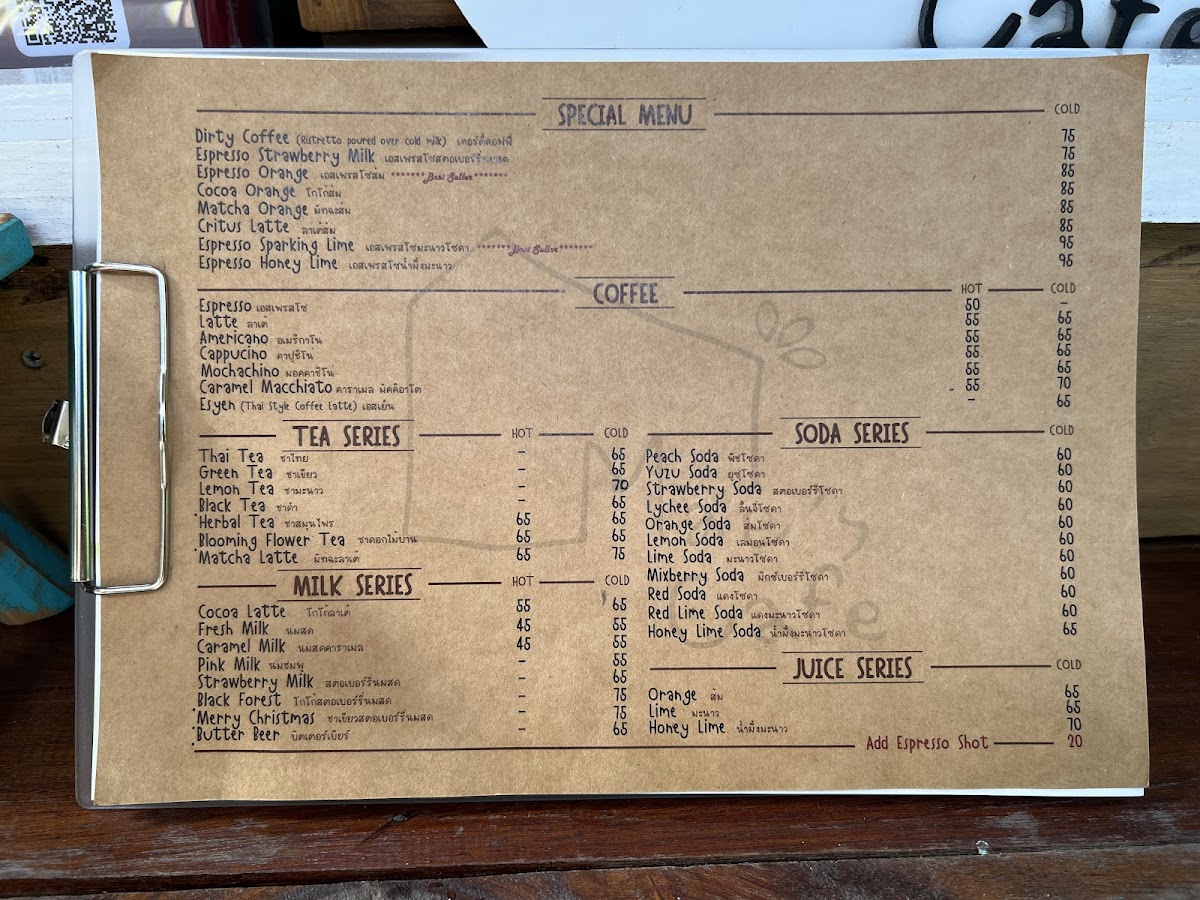 Cafe
SPECIAL MENU COLD
Dirty Coffee (Ristretto poured over cold milk) เดอร์ตี้คอฟฟี่ 75
Espresso Strawberry Milk เอสเพรสโซ่สตอเบอร์รี่นมสด 75
Espresso Orange เอสเพรสโซ่ส้ม *******Best Seller******* 85
Cocoa Orange โกโก้ส้ม 85
Matcha Orange มัทฉะส้ม 85
Critus Latte ลาเต้ส้ม 85
Espresso Sparking Lime เอสเพรสโซ่มะนาวโซดา *******Best Seller******* 95
Espresso Honey Lime เอสเพรสโซ่น้ำผึ้งมะนาว 95
COFFEE HOT COLD
Espresso เอสเพรสโซ่ 50 -
Latte ลาเต้ 55 65
Americano อเมริกาโน่ 55 65
Cappucino คาปูชิโน่ 55 65
Mochachino มอคคาชิโน่ 55 65
Caramel Macchiato คาราเมล มัคคิอาโต 55 70
Esyen (Thai Style Coffee Latte) เอสเย็น - 65
TEA SERIES HOT COLD
Thai Tea ชาไทย - 65
Green Tea ชาเขียว - 65
Lemon Tea ชามะนาว - 70
Black Tea ชาดำ - 65
Herbal Tea ชาสมุนไพร 65 65
Blooming Flower Tea ชาดอกไม้บาน 65 65
Matcha Latte มัทฉะลาเต้ 65 75
MILK SERIES HOT COLD
Cocoa Latte โกโก้ลาเต้ 55 65
Fresh Milk นมสด 45 55
Caramel Milk นมสดคาราเมล 45 55
Pink Milk นมชมพู - 55
Strawberry Milk สตอเบอร์รี่นมสด - 65
Black Forest โกโก้สตอเบอร์รี่นมสด - 75
Merry Christmas ชาเขียวสตอเบอร์รี่นมสด - 75
Butter Beer บัตเตอร์เบียร์ - 65
SODA SERIES COLD
Peach Soda พีชโซดา 60
Yuzu Soda ยูซุโซดา 60
Strawberry Soda สตอเบอร์รี่โซดา 60
Lychee Soda ลิ้นจี่โซดา 60
Orange Soda ส้มโซดา 60
Lemon Soda เลมอนโซดา 60
Lime Soda มะนาวโซดา 60
Mixberry Soda มิกซ์เบอร์รี่โซดา 60
Red Soda แดงโซดา 60
Red Lime Soda แดงมะนาวโซดา 60
Honey Lime Soda น้ำผึ้งมะนาวโซดา 65
JUICE SERIES COLD
Orange ส้ม 65
Lime มะนาว 65
Honey Lime น้ำผึ้งมะนาว 70
Add Espresso Shot 20